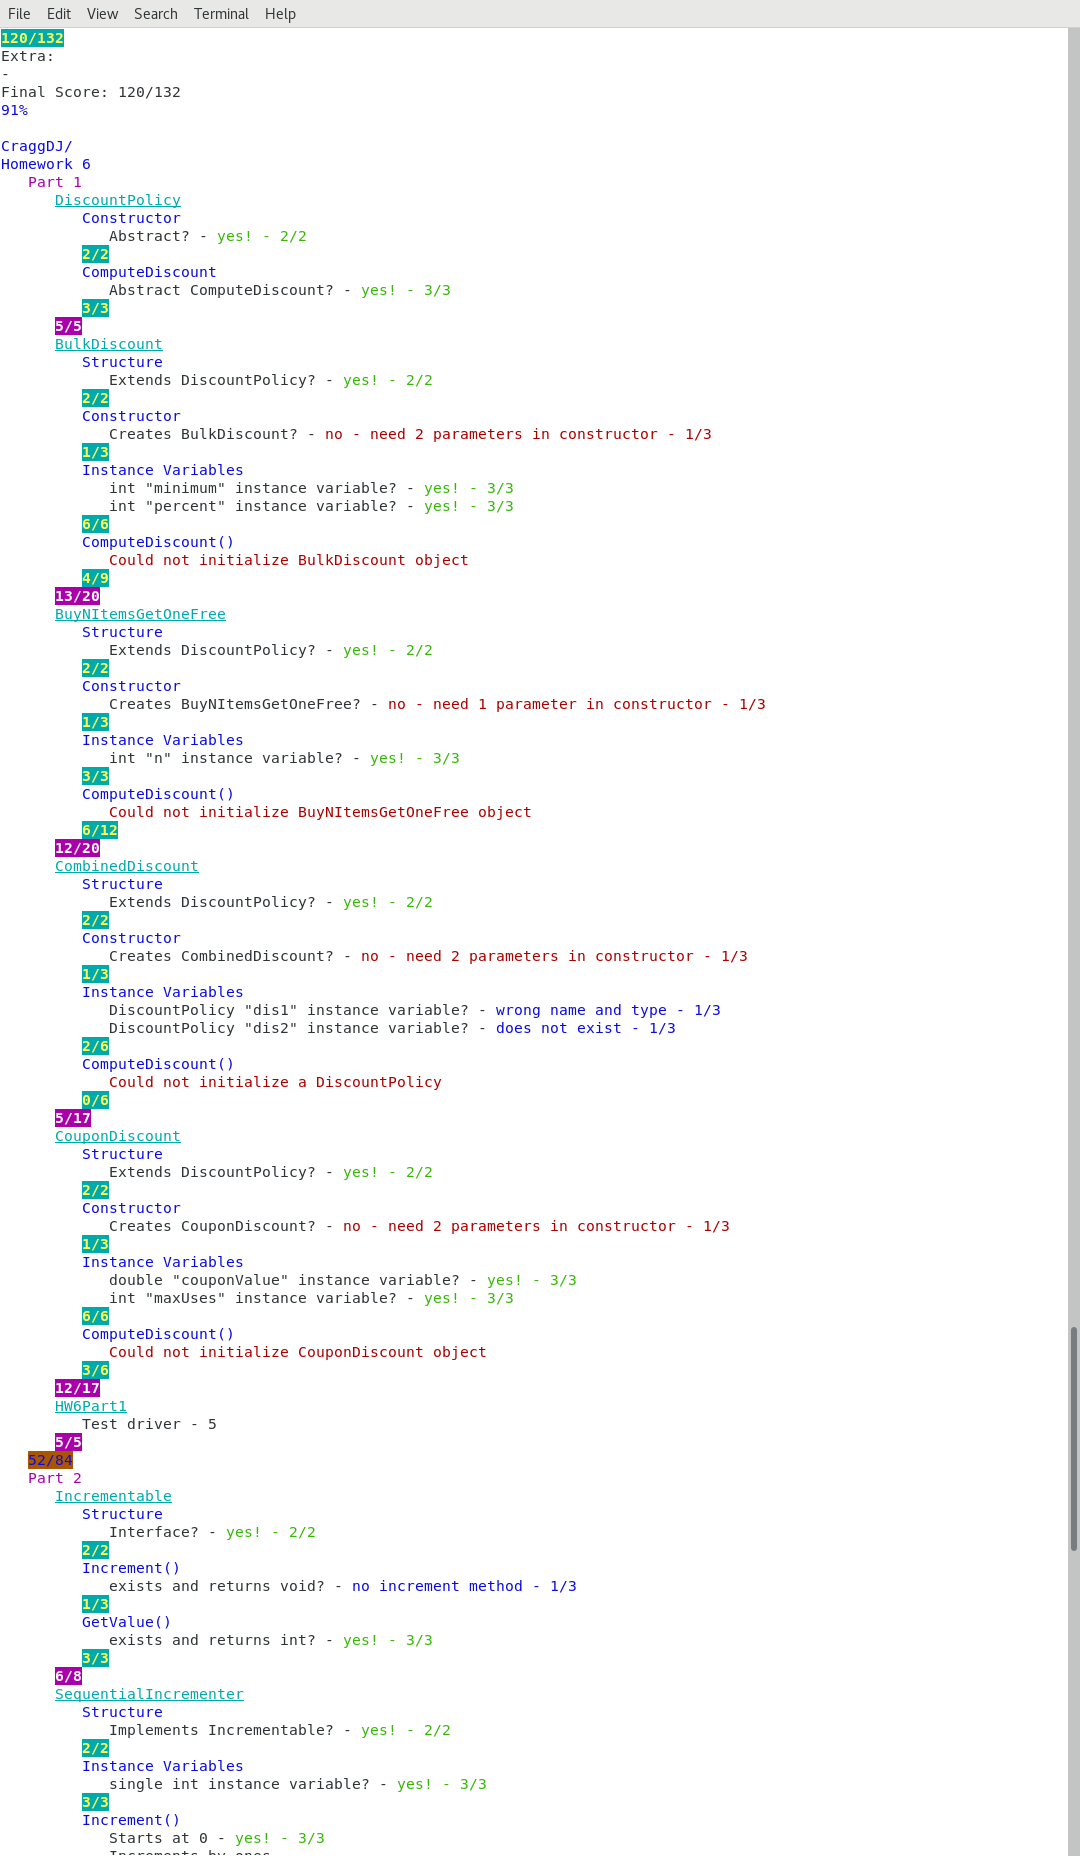 File Edit View Search Terminal Help
120/132
Extra:
-
Final Score: 120/132
91%
CraggDJ/
Homework 6
Part 1
DiscountPolicy
Constructor
Abstract? - yes! - 2/2
2/2
ComputeDiscount
Abstract ComputeDiscount? - yes! - 3/3
3/3
5/5
BulkDiscount
Structure
Extends DiscountPolicy? - yes! - 2/2
2/2
Constructor
Creates BulkDiscount? - no - need 2 parameters in constructor - 1/3
1/3
Instance Variables
int "minimum" instance variable? - yes! - 3/3
int "percent" instance variable? - yes! - 3/3
6/6
ComputeDiscount()
Could not initialize BulkDiscount object
4/9
13/20
BuyNItemsGetOneFree
Structure
Extends DiscountPolicy? - yes! - 2/2
2/2
Constructor
Creates BuyNItemsGetOneFree? - no - need 1 parameter in constructor - 1/3
1/3
Instance Variables
int "n" instance variable? - yes! - 3/3
3/3
ComputeDiscount()
Could not initialize BuyNItemsGetOneFree object
6/12
12/20
CombinedDiscount
Structure
Extends DiscountPolicy? - yes! - 2/2
2/2
Constructor
Creates CombinedDiscount? - no - need 2 parameters in constructor - 1/3
1/3
Instance Variables
DiscountPolicy "dis1" instance variable? - wrong name and type - 1/3
DiscountPolicy "dis2" instance variable? - does not exist - 1/3
2/6
ComputeDiscount()
Could not initialize a DiscountPolicy
0/6
5/17
CouponDiscount
Structure
Extends DiscountPolicy? - yes! - 2/2
2/2
Constructor
Creates CouponDiscount? - no - need 2 parameters in constructor - 1/3
1/3
Instance Variables
double "couponValue" instance variable? - yes! - 3/3
int "maxUses" instance variable? - yes! - 3/3
6/6
ComputeDiscount()
Could not initialize CouponDiscount object
3/6
12/17
HW6Part1
Test driver - 5
5/5
52/84
Part 2
Incrementable
Structure
Interface? - yes! - 2/2
2/2
Increment()
exists and returns void? - no increment method - 1/3
1/3
GetValue()
exists and returns int? - yes! - 3/3
3/3
6/8
SequentialIncrementer
Structure
Implements Incrementable? - yes! - 2/2
2/2
Instance Variables
single int instance variable? - yes! - 3/3
3/3
Increment()
Starts at 0 - yes! - 3/3
Increments by ones